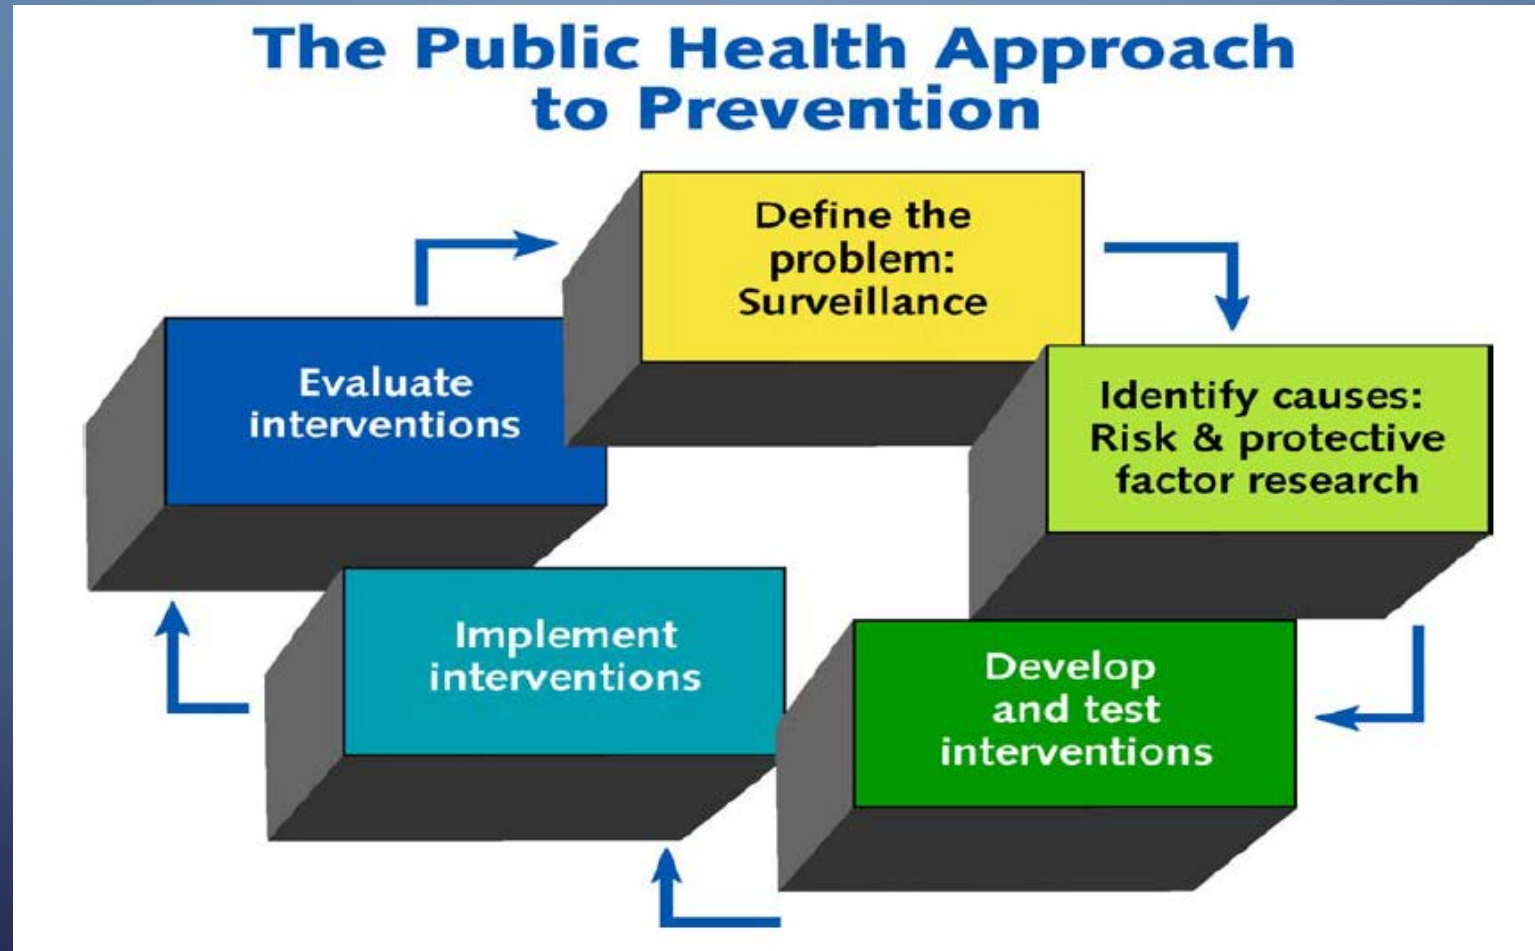 The Public Health Approach
to Prevention
Define the
problem:
Surveillance
Identify causes:
Risk & protective
factor research
Develop
and test
interventions
Implement
interventions
Evaluate
interventions